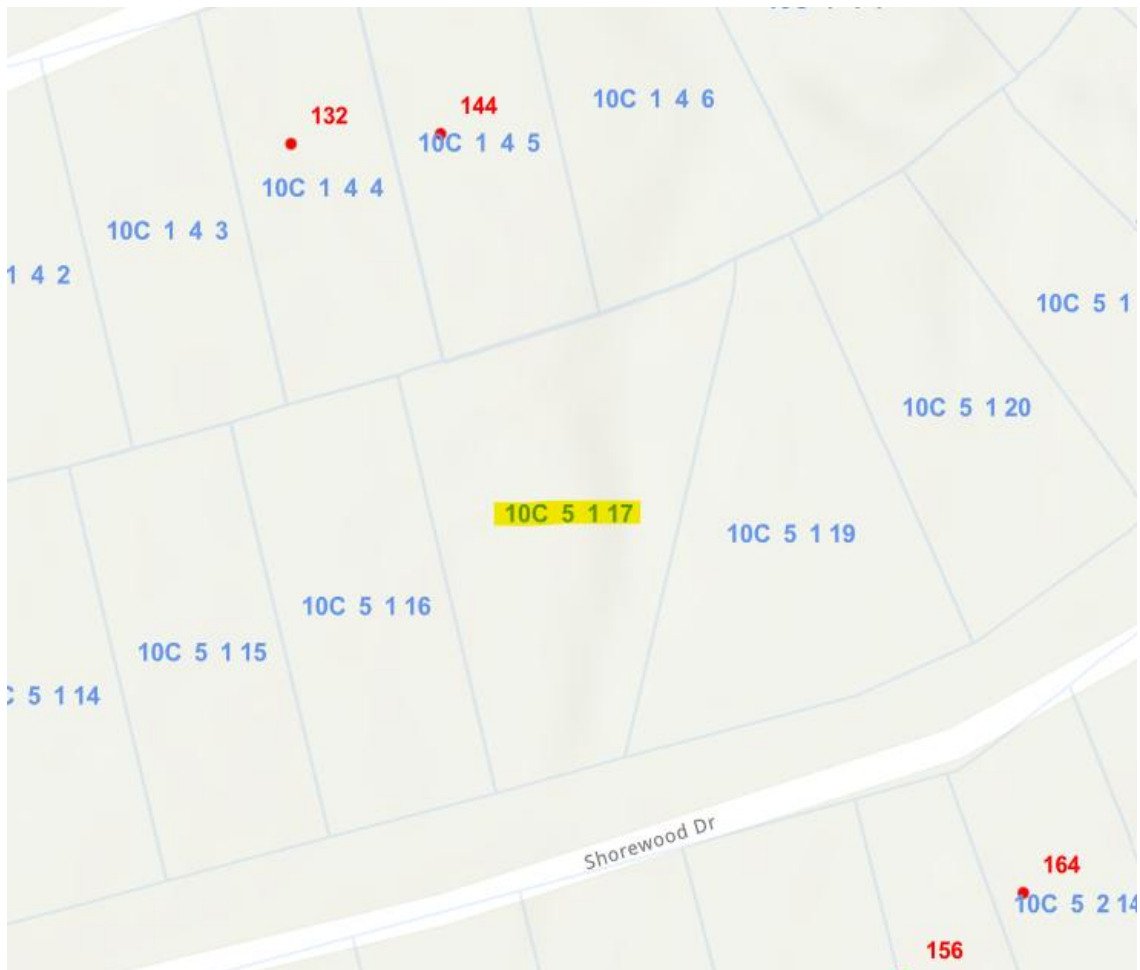 132
144
10C 1 4 6
10C 1 4 5
10C 1 4 4
10C 1 4 3
1 4 2
10C 5 1
10C 5 1 20
10C 5 1 17
10C 5 1 19
10C 5 1 16
10C 5 1 15
5 1 14
Shorewood Dr
164
10C 5 2 14
156